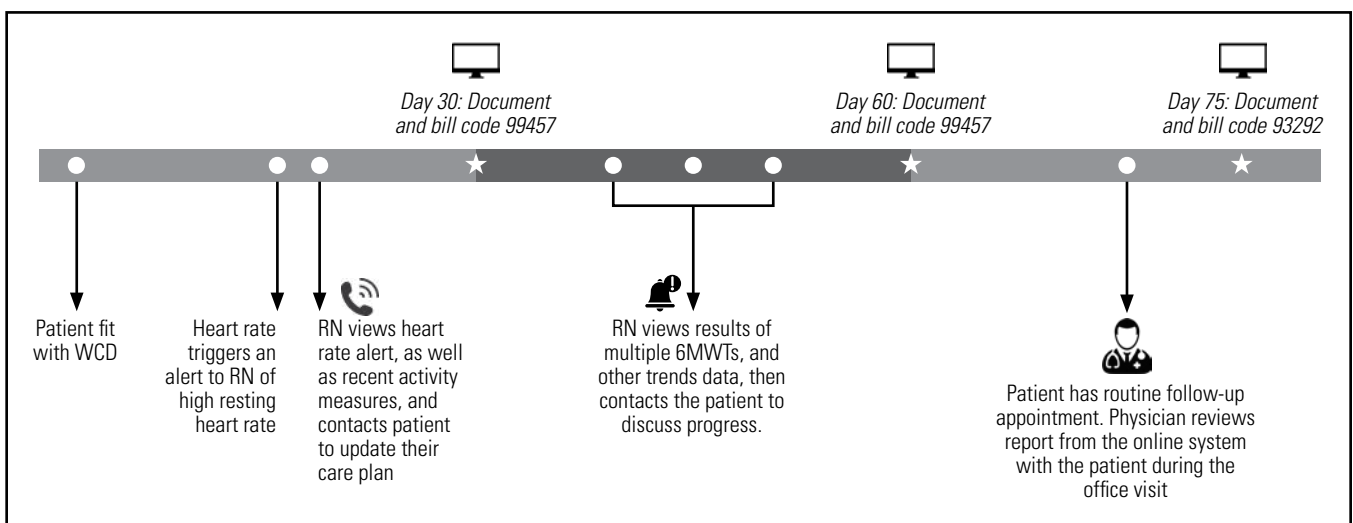 Day 30: Document
and bill code 99457
Day 60: Document
and bill code 99457
Day 75: Document
and bill code 93292
Patient fit
with WCD
Heart rate
triggers an
alert to RN of
high resting
heart rate
RN views heart
rate alert, as well
as recent activity
measures, and
contacts patient
to update their
care plan
RN views results of
multiple 6MWTs, and
other trends data, then
contacts the patient to
discuss progress.
Patient has routine follow-up
appointment. Physician reviews
report from the online system
with the patient during the
office visit